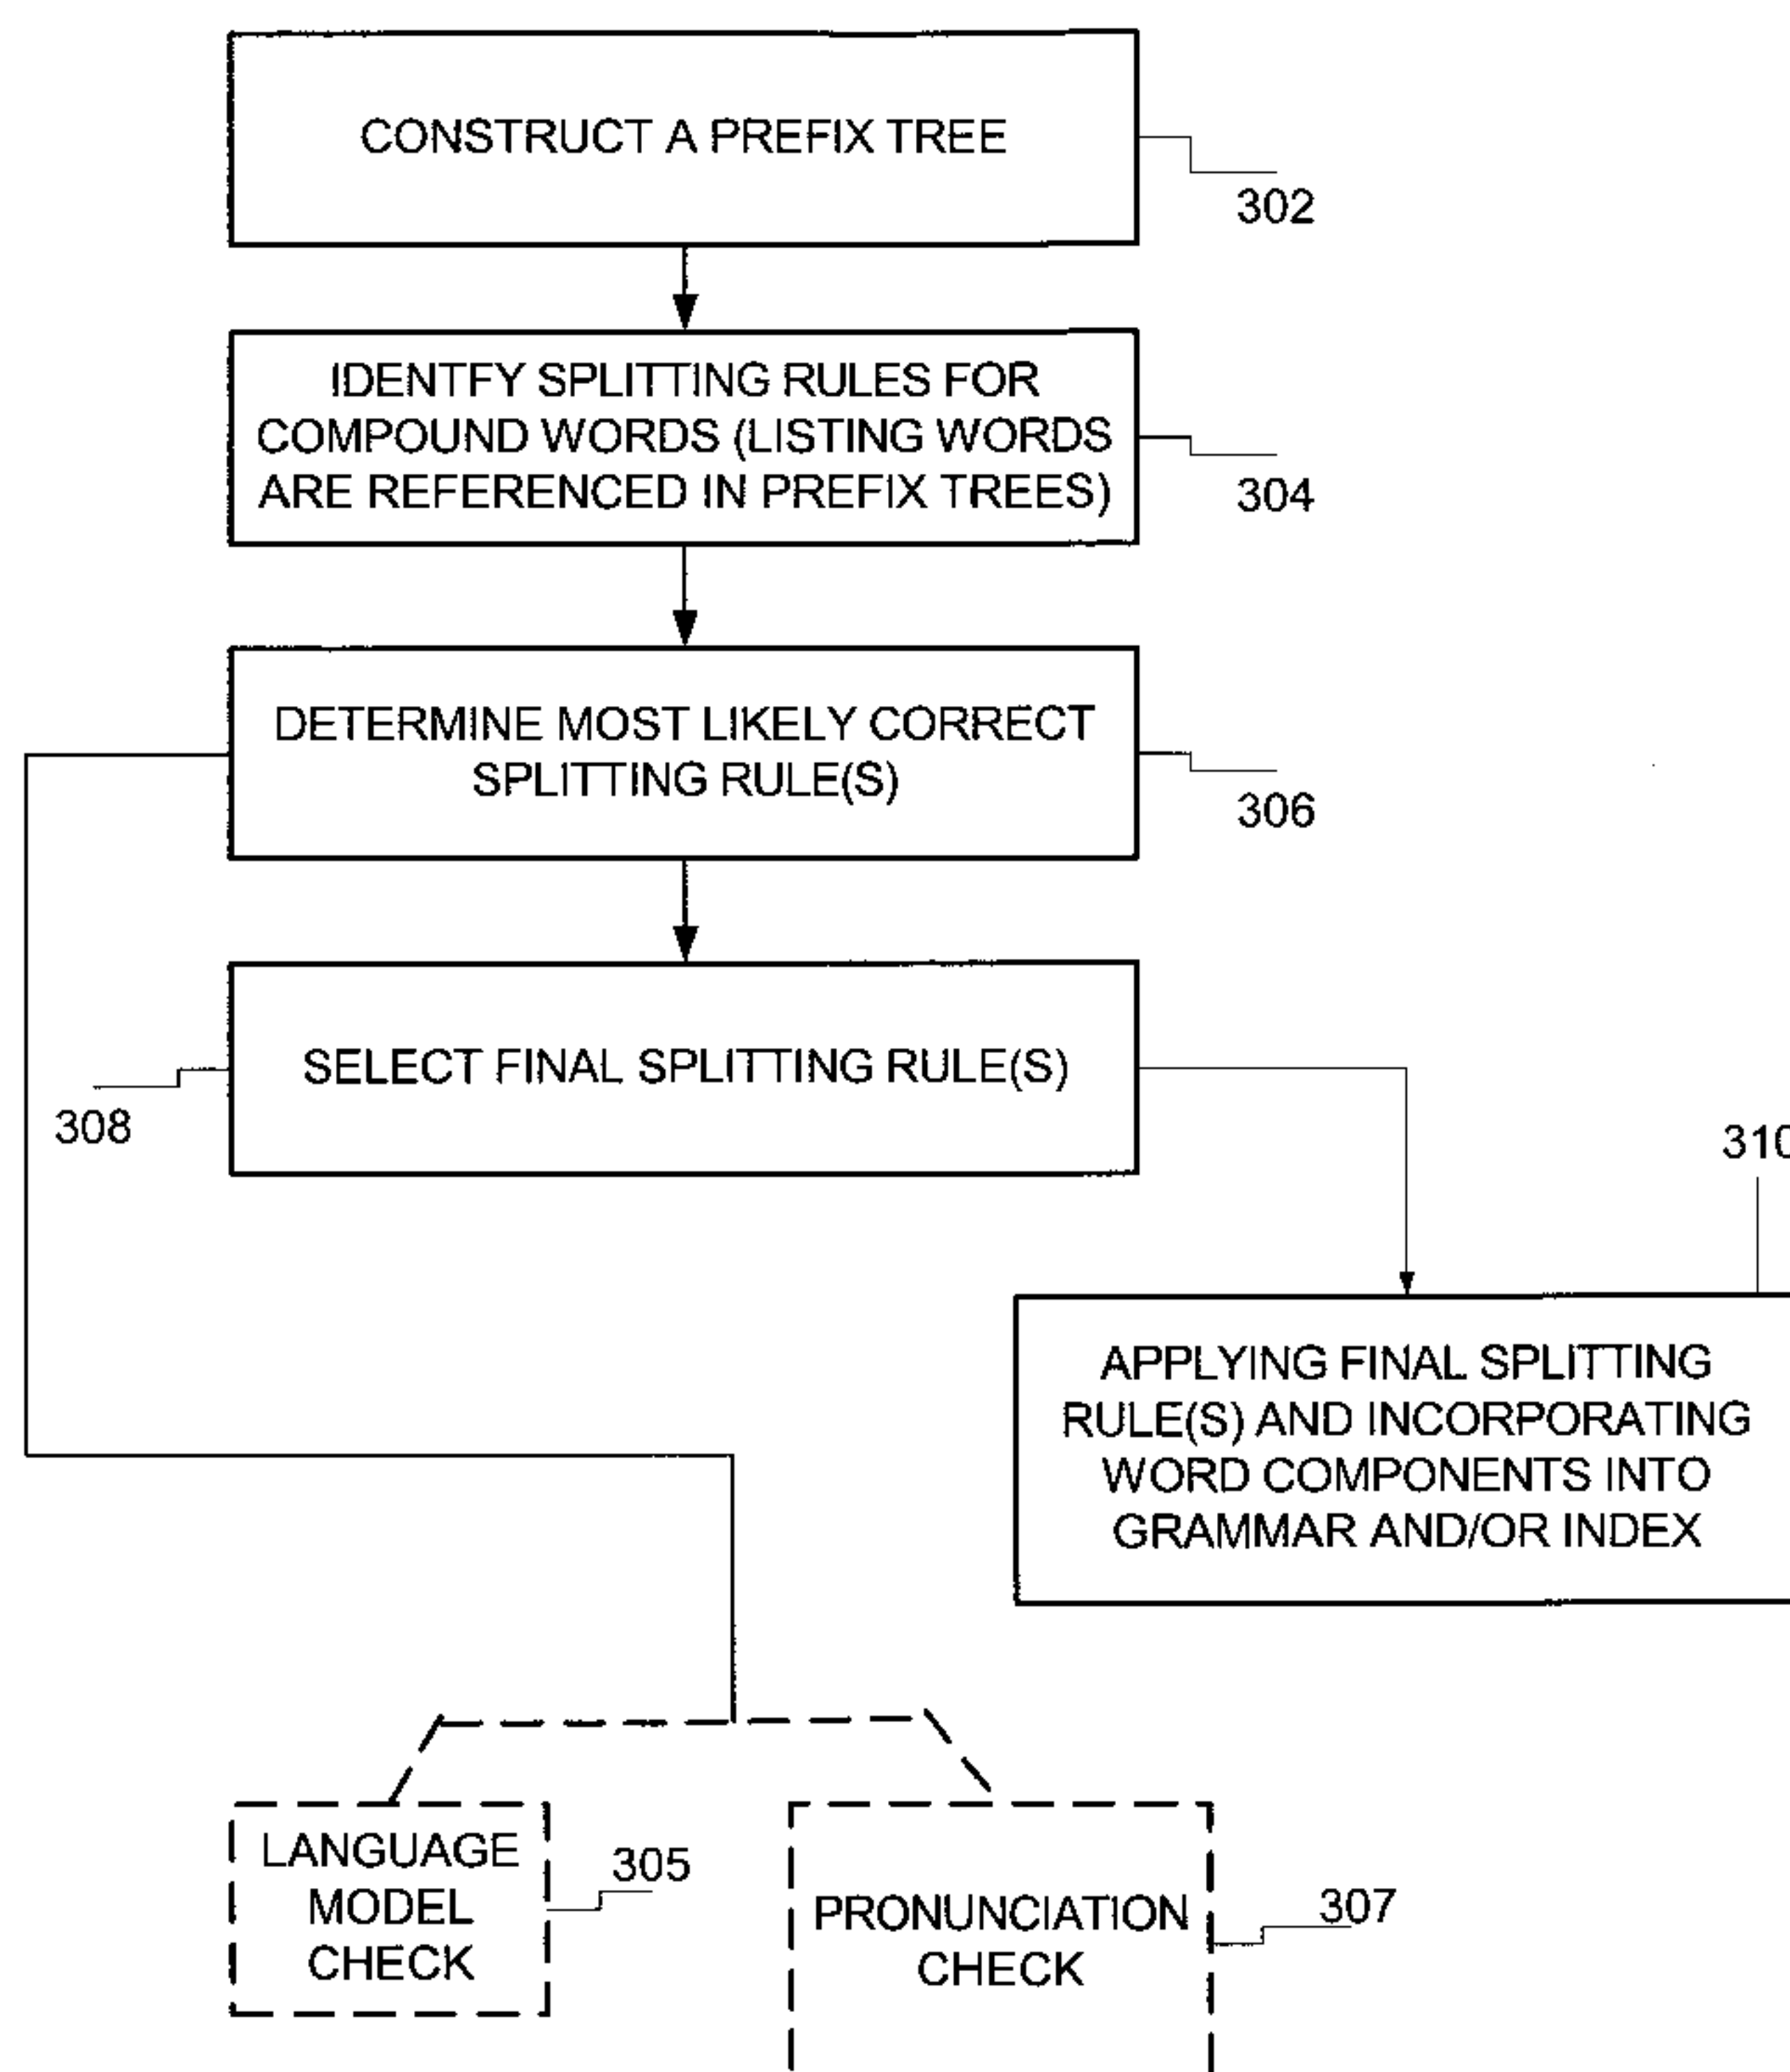 CONSTRUCT A PREFIX TREE
302
IDENTFY SPLITTING RULES FOR
COMPOUND WORDS (LISTING WORDS
ARE REFERENCED IN PREFIX TREES)
304
DETERMINE MOST LIKELY CORRECT
SPLITTING RULE(S)
306
SELECT FINAL SPLITTING RULE(S)
308
310
APPLYING FINAL SPLITTING
RULE(S) AND INCORPORATING
WORD COMPONENTS INTO
GRAMMAR AND/OR INDEX
LANGUAGE
MODEL
CHECK
305
PRONUNCIATION
CHECK
307